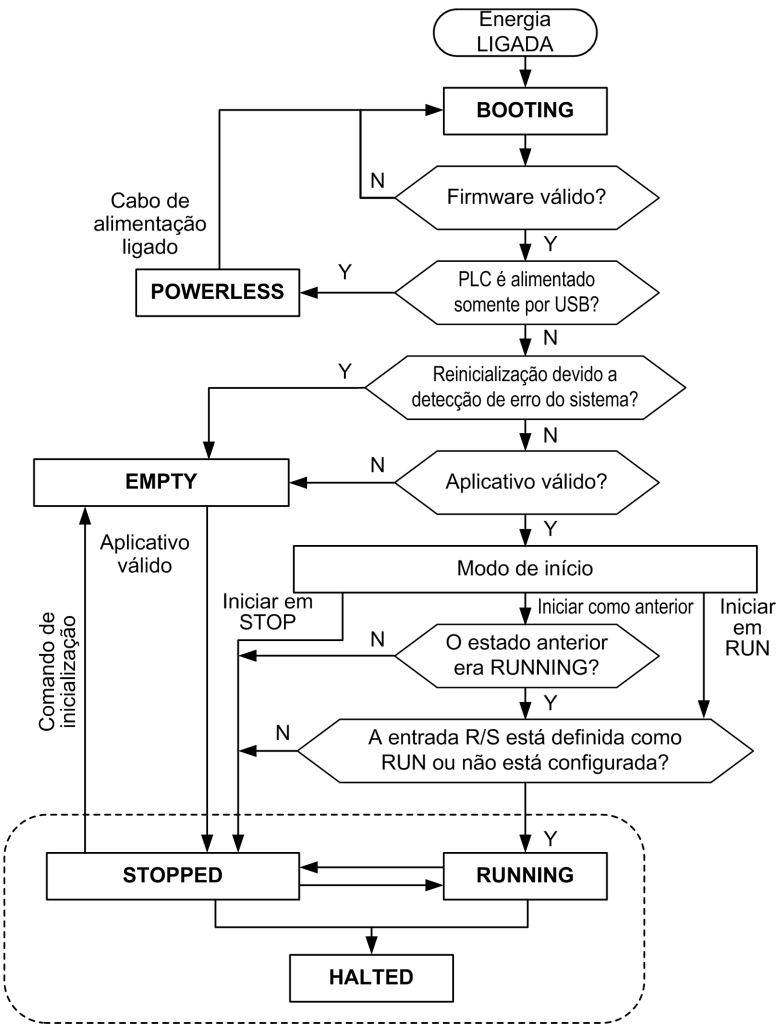 Energia
LIGADA
BOOTING
N
Firmware válido?
Cabo de
alimentação
ligado
Y
POWERLESS
Y
PLC é alimentado
somente por USB?
N
Y
Reinicialização devido a
detecção de erro do sistema?
N
EMPTY
N
Aplicativo válido?
Y
Aplicativo
válido
Modo de início
Iniciar em
STOP
Iniciar como anterior
Iniciar
em
RUN
Comando de
inicialização
N
O estado anterior
era RUNNING?
Y
N
A entrada R/S está definida como
RUN ou não está configurada?
Y
STOPPED
RUNNING
HALTED